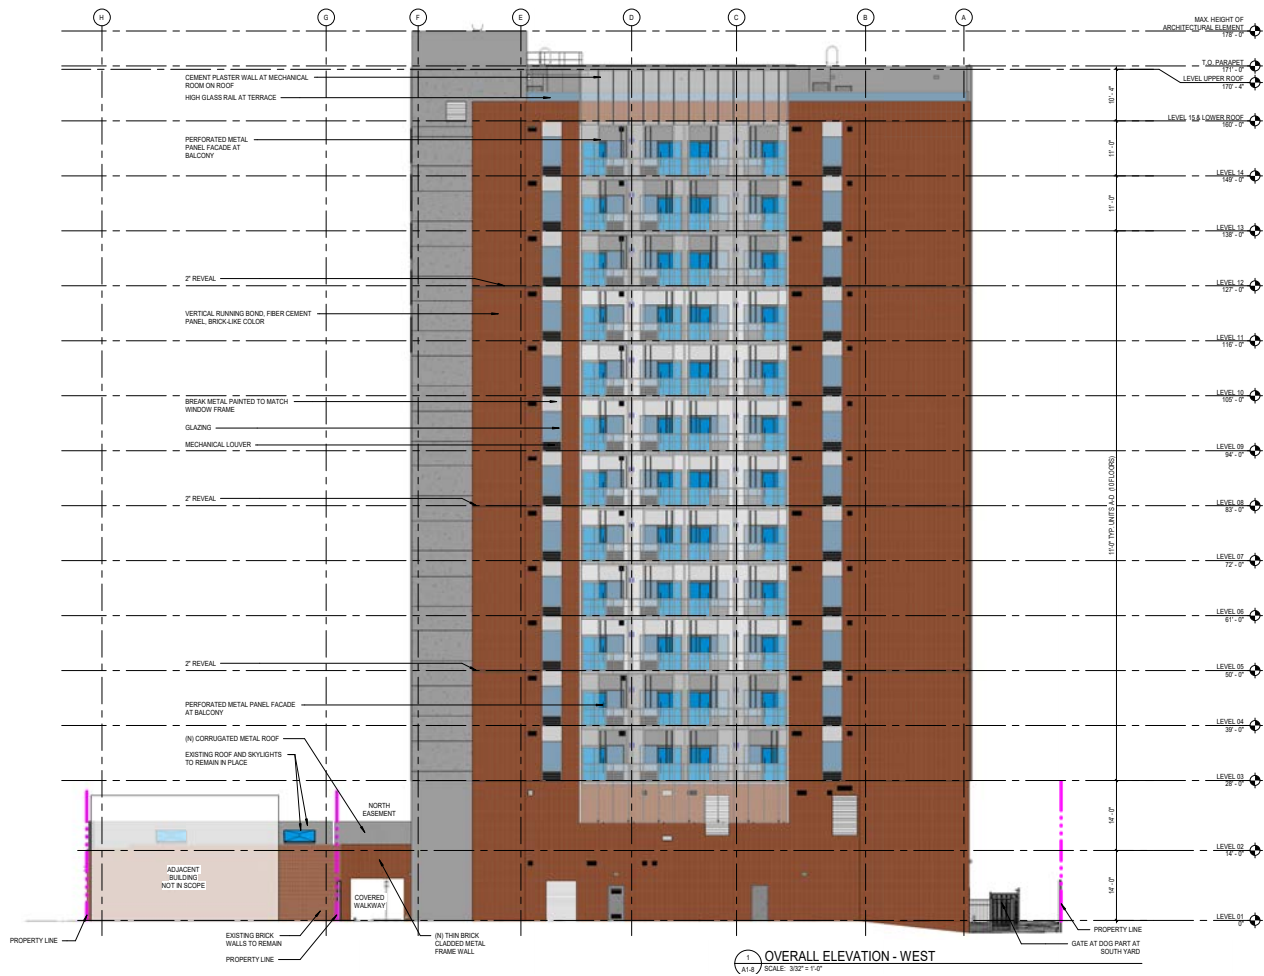 H
G
F
E
D
C
B
A
MAX. HEIGHT OF
ARCHITECTURAL ELEMENT
178' - 0"
T.O. PARAPET
171' - 0"
LEVEL UPPER ROOF
170' - 4"
LEVEL 15 & LOWER ROOF
160' - 0"
LEVEL 14
149' - 0"
LEVEL 13
138' - 0"
LEVEL 12
127' - 0"
LEVEL 11
116' - 0"
LEVEL 10
105' - 0"
LEVEL 09
94' - 0"
LEVEL 08
83' - 0"
LEVEL 07
72' - 0"
LEVEL 06
61' - 0"
LEVEL 05
50' - 0"
LEVEL 04
39' - 0"
LEVEL 03
28' - 0"
LEVEL 02
14' - 0"
LEVEL 01
0"
10' - 4"
11' - 0"
11' - 0"
11'-0" TYP. UNITS A-D (10 FLOORS)
14' - 0"
14' - 0"
CEMENT PLASTER WALL AT MECHANICAL
ROOM ON ROOF
HIGH GLASS RAIL AT TERRACE
PERFORATED METAL
PANEL FACADE AT
BALCONY
2" REVEAL
VERTICAL RUNNING BOND, FIBER CEMENT
PANEL, BRICK-LIKE COLOR
BREAK METAL PAINTED TO MATCH
WINDOW FRAME
GLAZING
MECHANICAL LOUVER
2" REVEAL
2" REVEAL
PERFORATED METAL PANEL FACADE
AT BALCONY
(N) CORRUGATED METAL ROOF
EXISTING ROOF AND SKYLIGHTS
TO REMAIN IN PLACE
NORTH
EASEMENT
ADJACENT
BUILDING
NOT IN SCOPE
COVERED
WALKWAY
PROPERTY LINE
EXISTING BRICK
WALLS TO REMAIN
PROPERTY LINE
(N) THIN BRICK
CLADDED METAL
FRAME WALL
PROPERTY LINE
GATE AT DOG PART AT
SOUTH YARD
1
A1-8
OVERALL ELEVATION - WEST
SCALE: 3/32" = 1'-0"